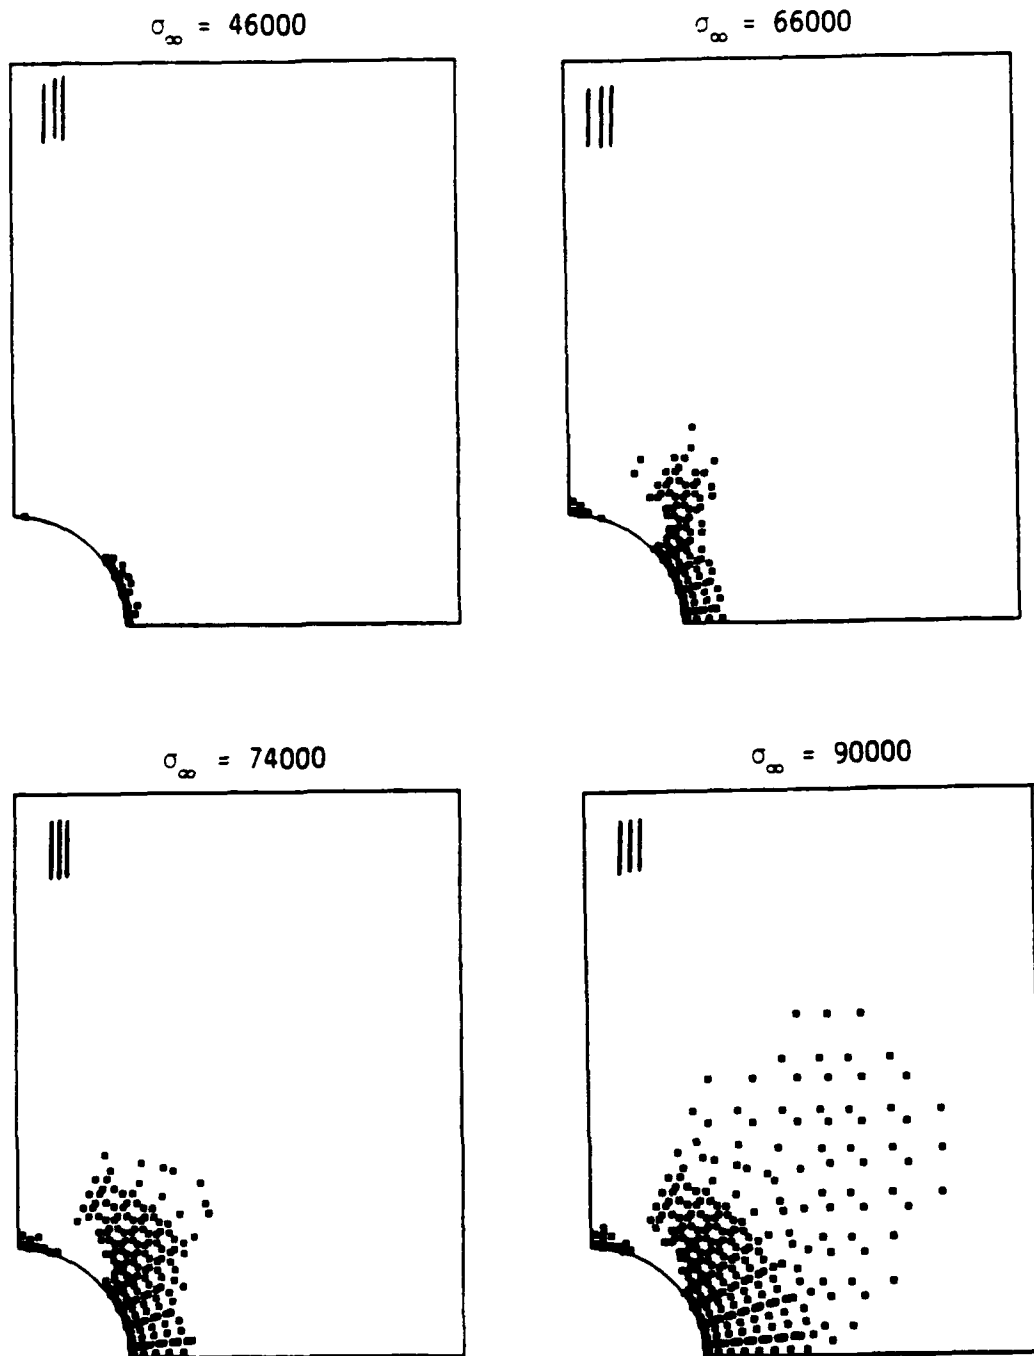 σ∞ = 46000
σ∞ = 66000
σ∞ = 74000
σ∞ = 90000